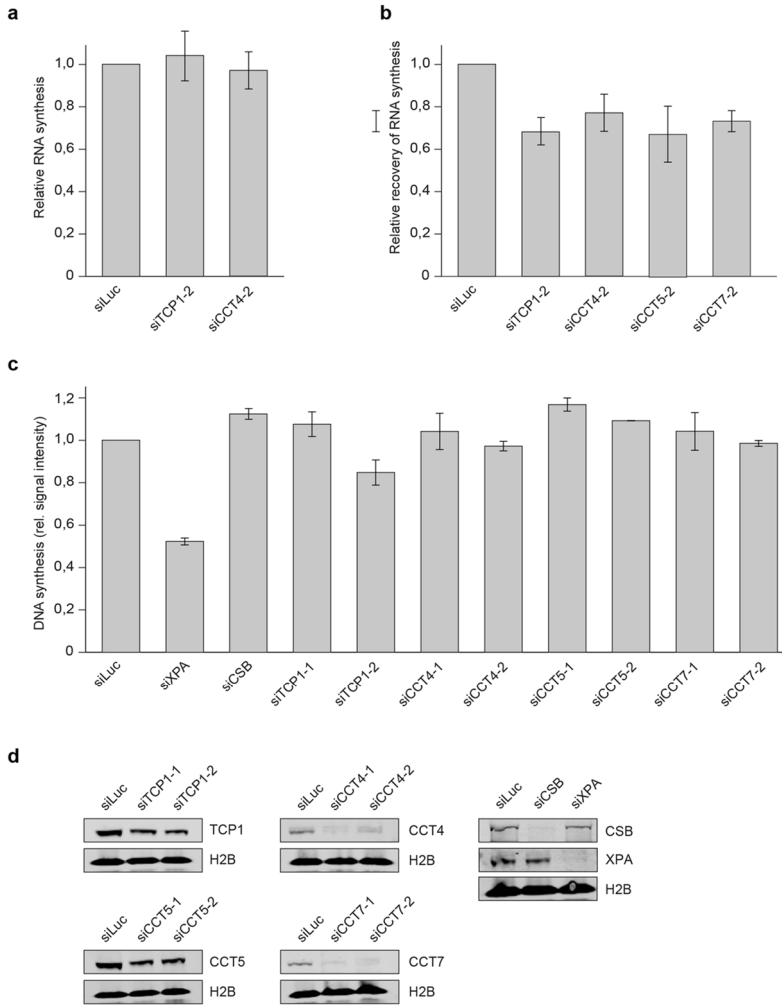 a
Relative RNA synthesis
1,0
0,8
0,6
0,4
0,2
0
siLuc
siTCP1-2
siCCT4-2
b
Relative recovery of RNA synthesis
1,0
0,8
0,6
0,4
0,2
0
siLuc
siTCP1-2
siCCT4-2
siCCT5-2
siCCT7-2
c
DNA synthesis (rel. signal intensity)
1,2
1,0
0,8
0,6
0,4
0,2
0
siLuc
siXPA
siCSB
siTCP1-1
siTCP1-2
siCCT4-1
siCCT4-2
siCCT5-1
siCCT5-2
siCCT7-1
siCCT7-2
d
siLuc
siTCP1-1
siTCP1-2
TCP1
H2B
siLuc
siCCT4-1
siCCT4-2
CCT4
H2B
siLuc
siCSB
siXPA
CSB
XPA
H2B
siLuc
siCCT5-1
siCCT5-2
CCT5
H2B
siLuc
siCCT7-1
siCCT7-2
CCT7
H2B